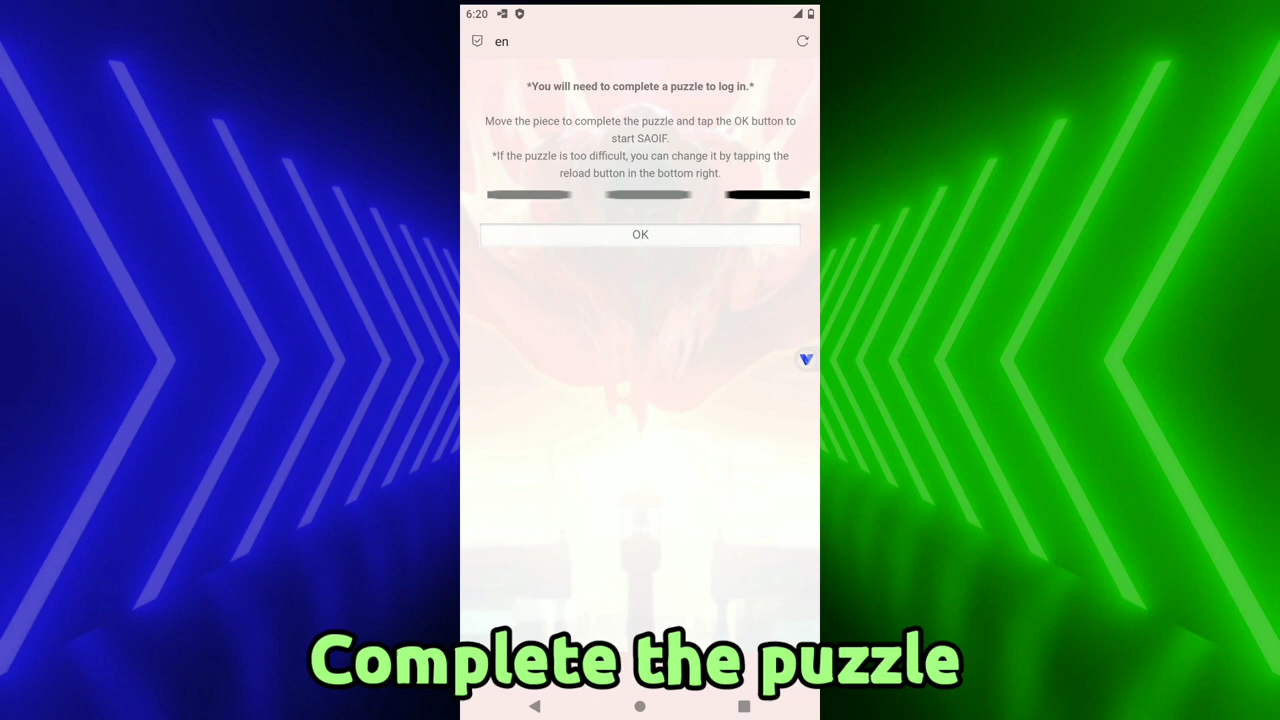 6:20
en
*You will need to complete a puzzle to log in.*
Move the piece to complete the puzzle and tap the OK button to
start SAOIF.
*If the puzzle is too difficult, you can change it by tapping the
reload button in the bottom right.
OK
Complete the puzzle